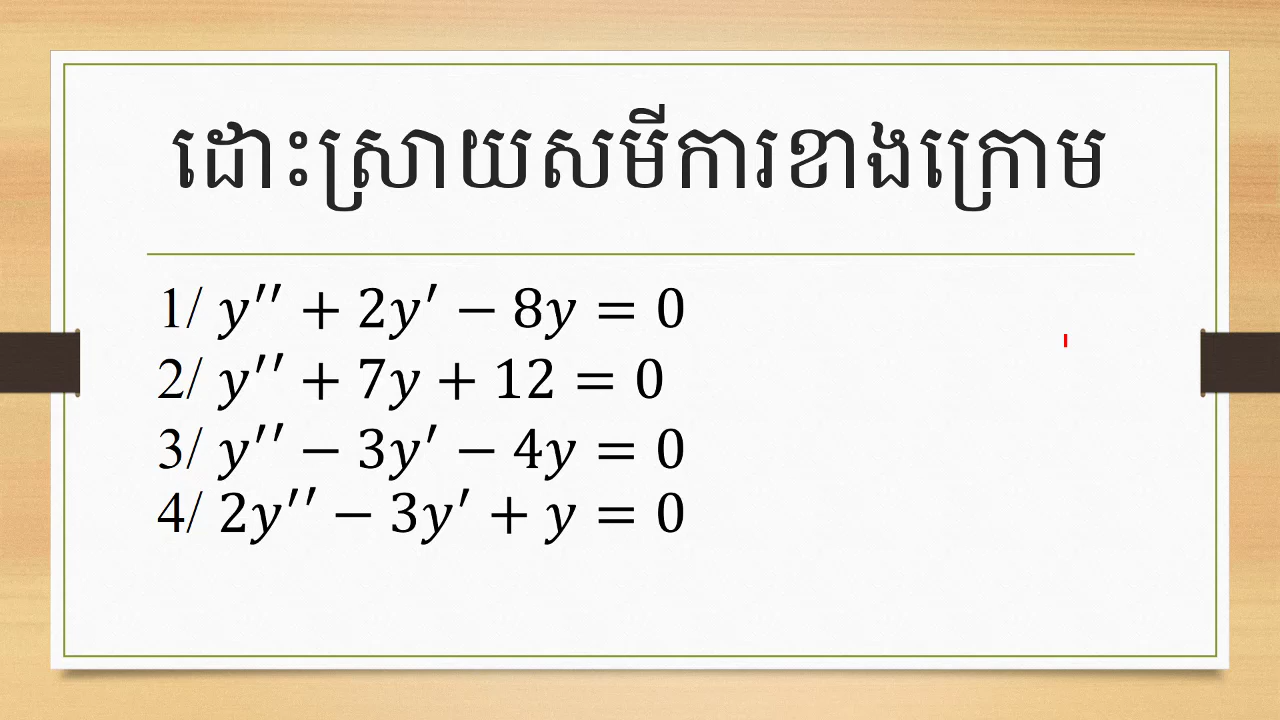 ដោះស្រាយសមីការខាងក្រោម
1/ y′′ + 2y′ − 8y = 0
2/ y′′ + 7y + 12 = 0
3/ y′′ − 3y′ − 4y = 0
4/ 2y′′ − 3y′ + y = 0